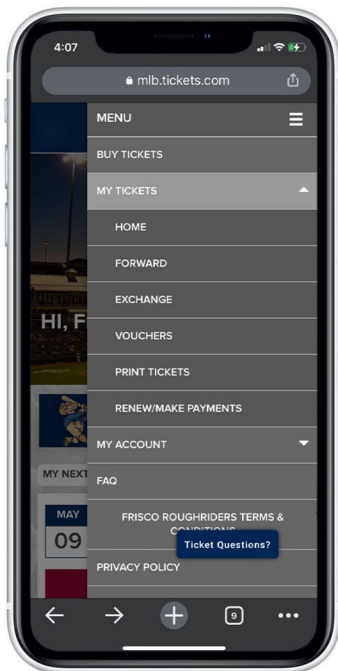 4:07
mlb.tickets.com
MENU
BUY TICKETS
MY TICKETS
HOME
FORWARD
HI, F
EXCHANGE
VOUCHERS
PRINT TICKETS
RENEW/MAKE PAYMENTS
MY ACCOUNT
MY NEXT
FAQ
MAY
09
FRISCO ROUGHRIDERS TERMS &
CONDITIONS
Ticket Questions?
PRIVACY POLICY
9